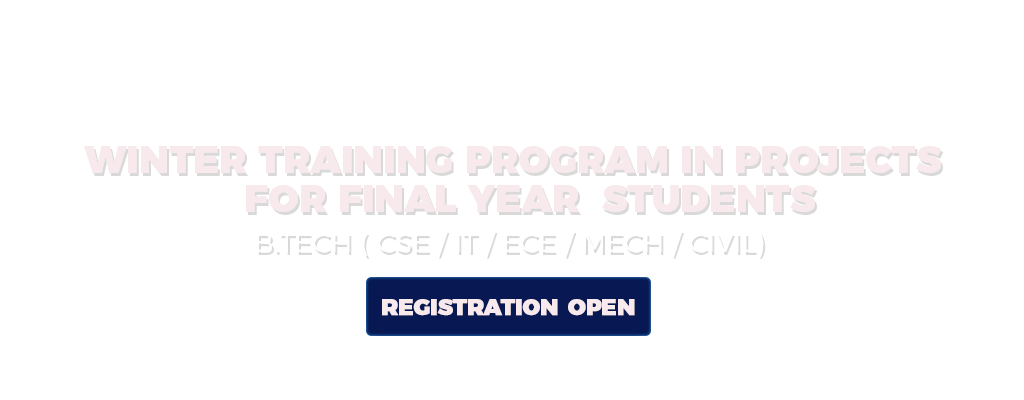 WINTER TRAINING PROGRAM IN PROJECTS
FOR FINAL YEAR STUDENTS
B.TECH ( CSE / IT / ECE / MECH / CIVIL)
REGISTRATION OPEN